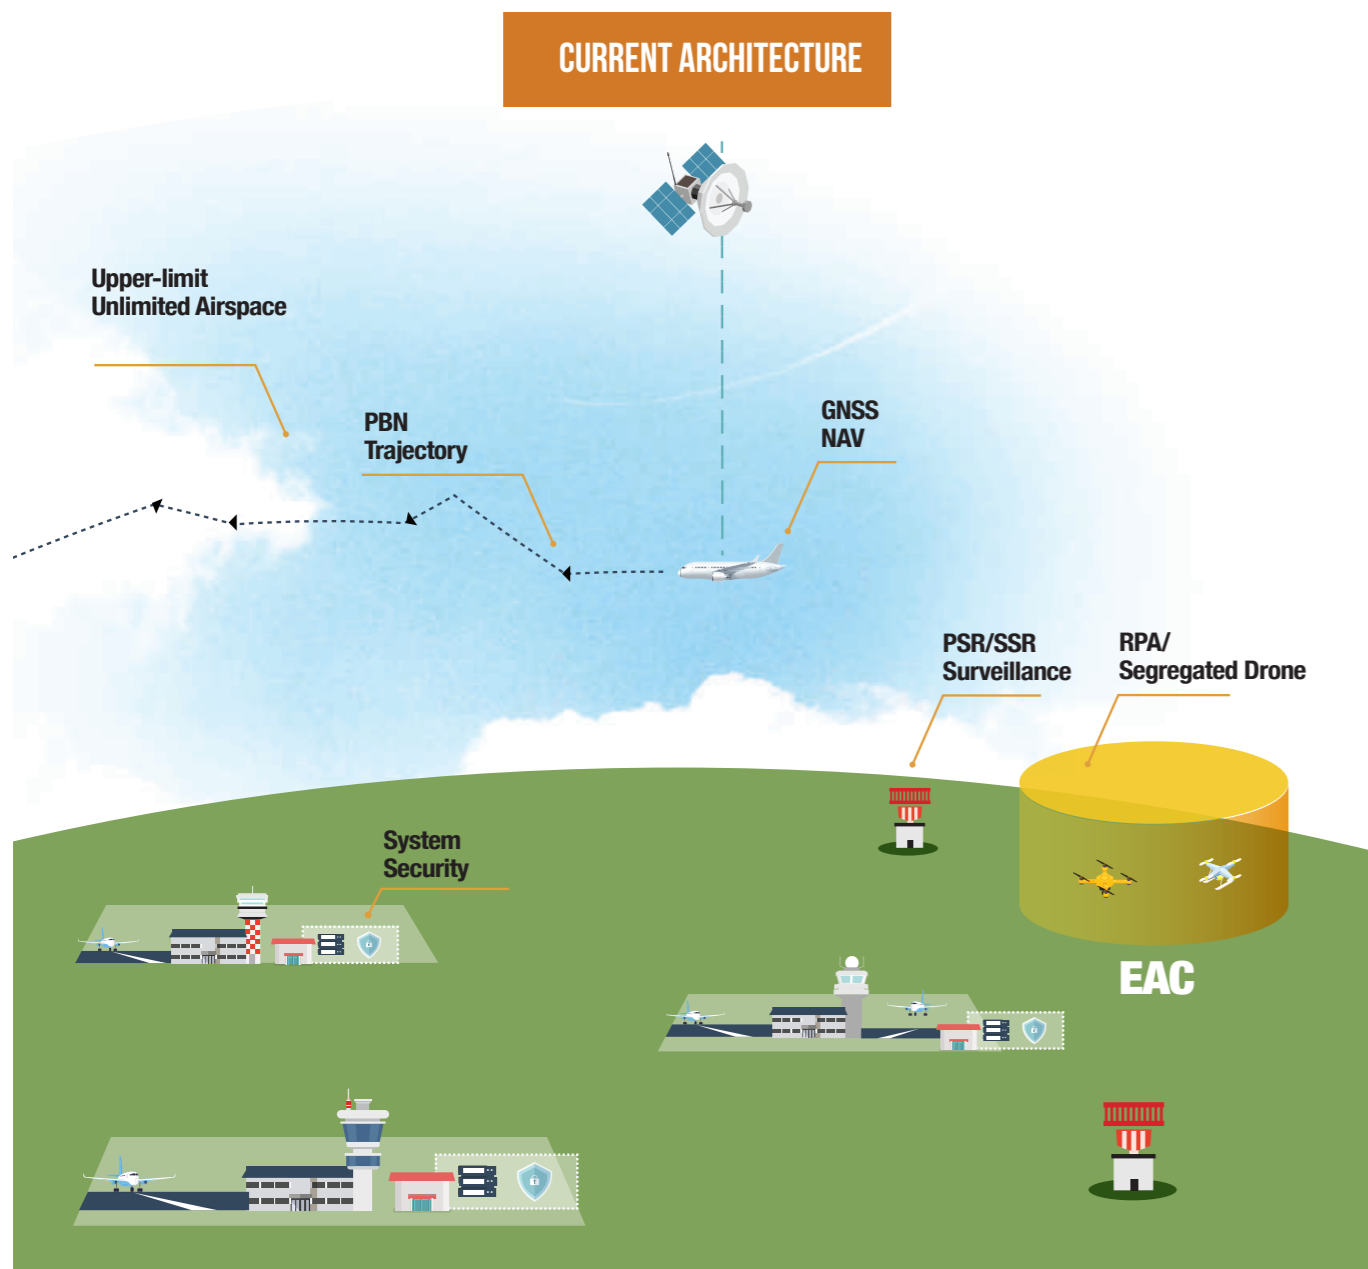 CURRENT ARCHITECTURE
Upper-limit
Unlimited Airspace
PBN
Trajectory
GNSS
NAV
PSR/SSR
Surveillance
RPA/
Segregated Drone
System
Security
EAC